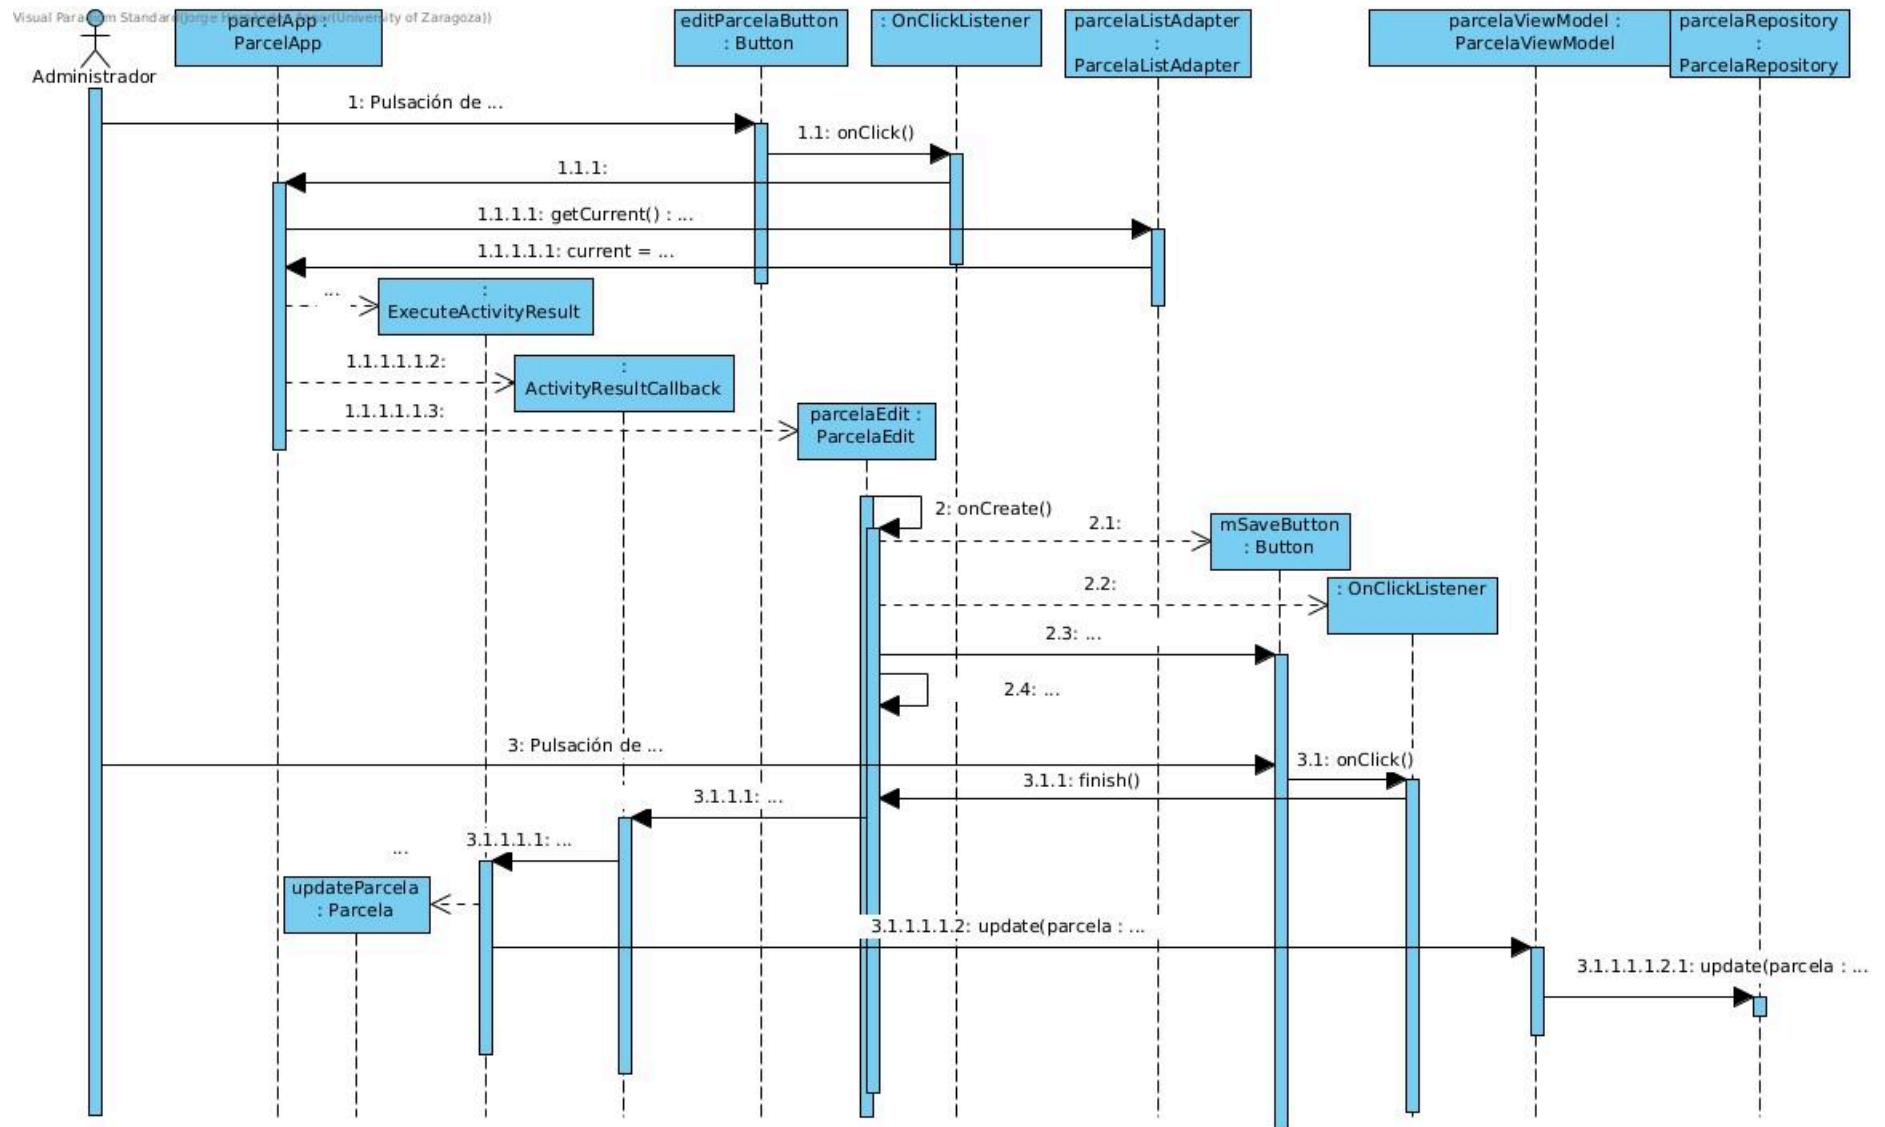 Visual Paradigm Standard(Jorge (University of Zaragoza))
parcelApp :
ParcelApp
editParcelaButton
: Button
: OnClickListener
parcelaListAdapter
:
ParcelaListAdapter
parcelaViewModel :
ParcelaViewModel
parcelaRepository
:
ParcelaRepository
Administrador
1: Pulsación de ...
1.1: onClick()
1.1.1:
1.1.1.1: getCurrent() : ...
1.1.1.1.1: current = ...
...
:
ExecuteActivityResult
1.1.1.1.1.2:
:
ActivityResultCallback
1.1.1.1.1.3:
parcelaEdit :
ParcelaEdit
2: onCreate()
2.1:
mSaveButton
: Button
2.2:
: OnClickListener
2.3: ...
2.4: ...
3: Pulsación de ...
3.1: onClick()
3.1.1: finish()
3.1.1.1: ...
3.1.1.1.1: ...
...
updateParcela
: Parcela
3.1.1.1.1.2: update(parcela : ...
3.1.1.1.1.2.1: update(parcela : ...